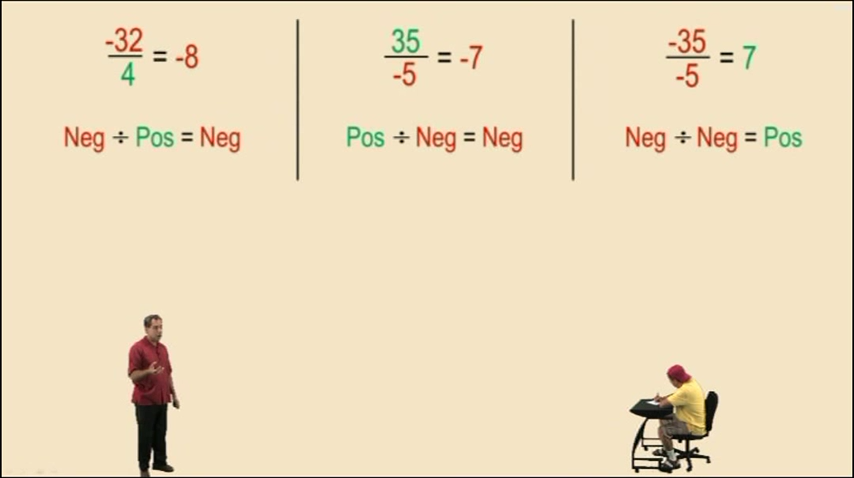 -32/4 = -8
Neg ÷ Pos = Neg
35/-5 = -7
Pos ÷ Neg = Neg
-35/-5 = 7
Neg ÷ Neg = Pos